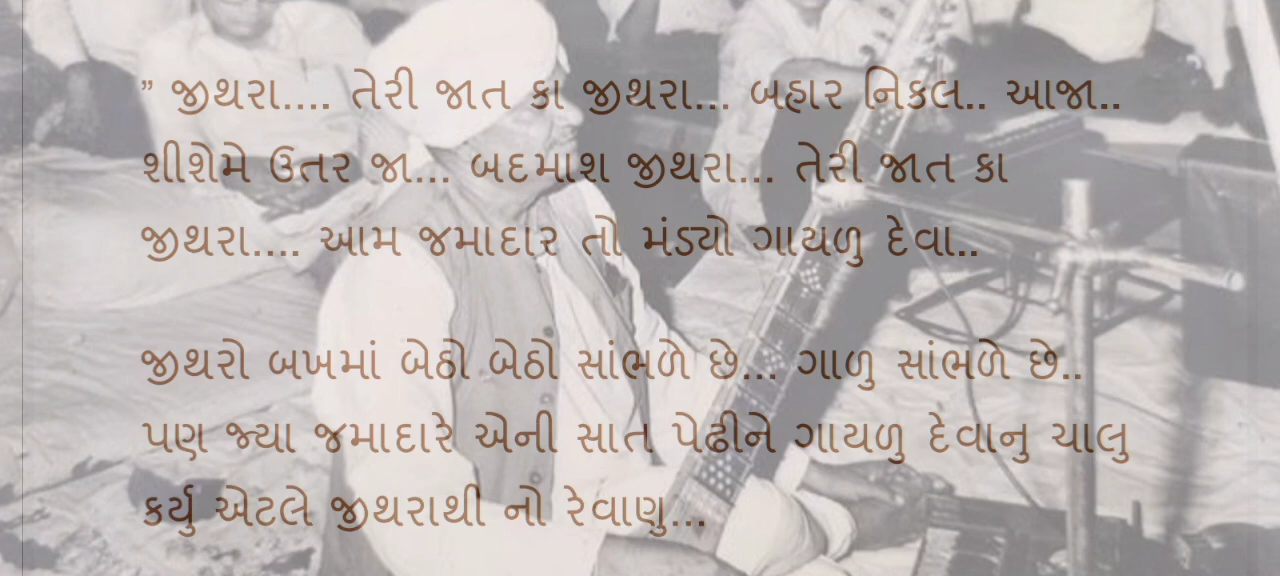 ” જીથરા.... તેરી જાત કા જીથરા... બહાર નિકલ.. આજા..
શીશેમે ઉતર જા... બદમાશ જીથરા... તેરી જાત કા
જીથરા.... આમ જમાદાર તો મંડ્યો ગાયળુ દેવા..
જીથરો બખમાં બેઠો બેઠો સાંભળે છે... ગાળુ સાંભળે છે..
પણ જ્યા જમાદારે એની સાત પેઢીને ગાયળુ દેવાનુ ચાલુ
કર્યુ એટલે જીથરાથી નો રેવાણુ...